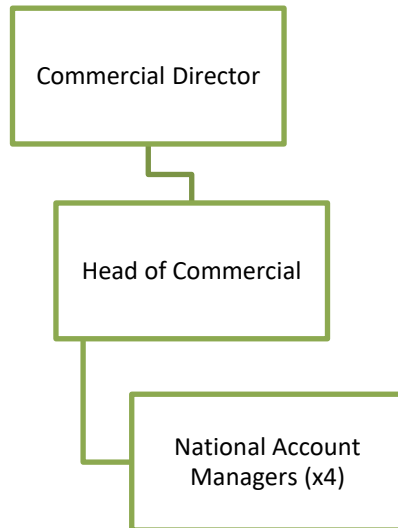 Commercial Director
Head of Commercial
National Account
Managers (x4)